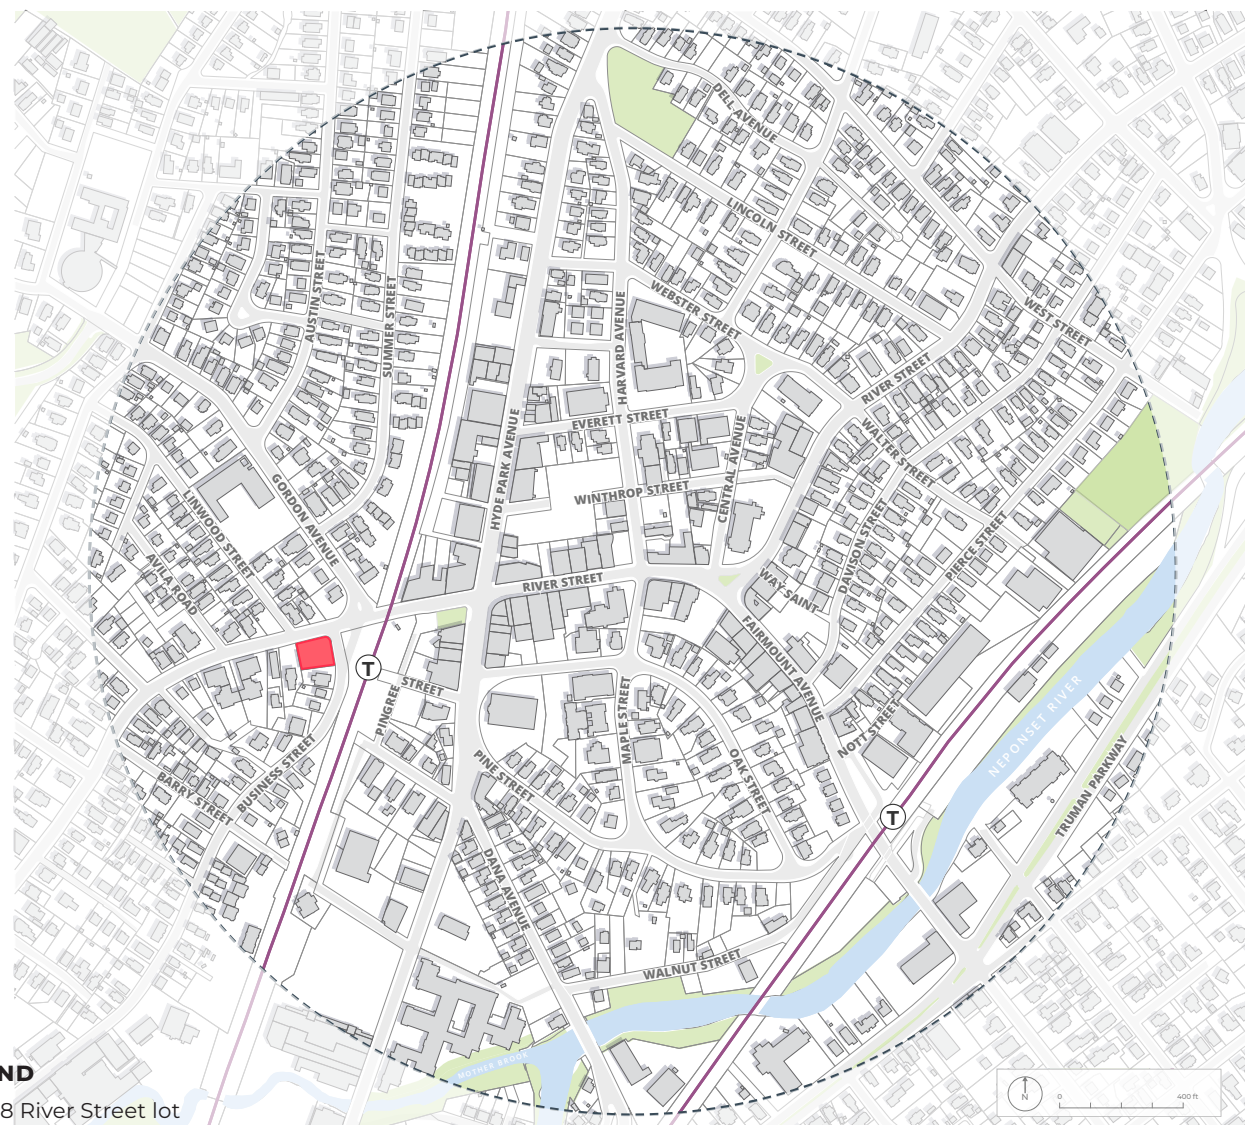 DELL AVENUE
LINCOLN STREET
WEBSTER STREET
WEST STREET
AUSTIN STREET
SUMMER STREET
HARVARD AVENUE
RIVER STREET
EVERETT STREET
HYDE PARK AVENUE
CENTRAL AVENUE
WALTER STREET
WINTHROP STREET
GORDON AVENUE
LINWOOD STREET
AVILA ROAD
DAVISON STREET
PIERCE STREET
RIVER STREET
WAY SAINT
FAIRMOUNT AVENUE
T
STREET
PINGREE
MAPLE STREET
NOTT STREET
NEPONSET RIVER
PINE STREET
OAK STREET
BUSINESS STREET
BARRY STREET
TRUMAN PARKWAY
T
DANA AVENUE
WALNUT STREET
MOTHER BROOK
ND
8 River Street lot
N
0
400 ft